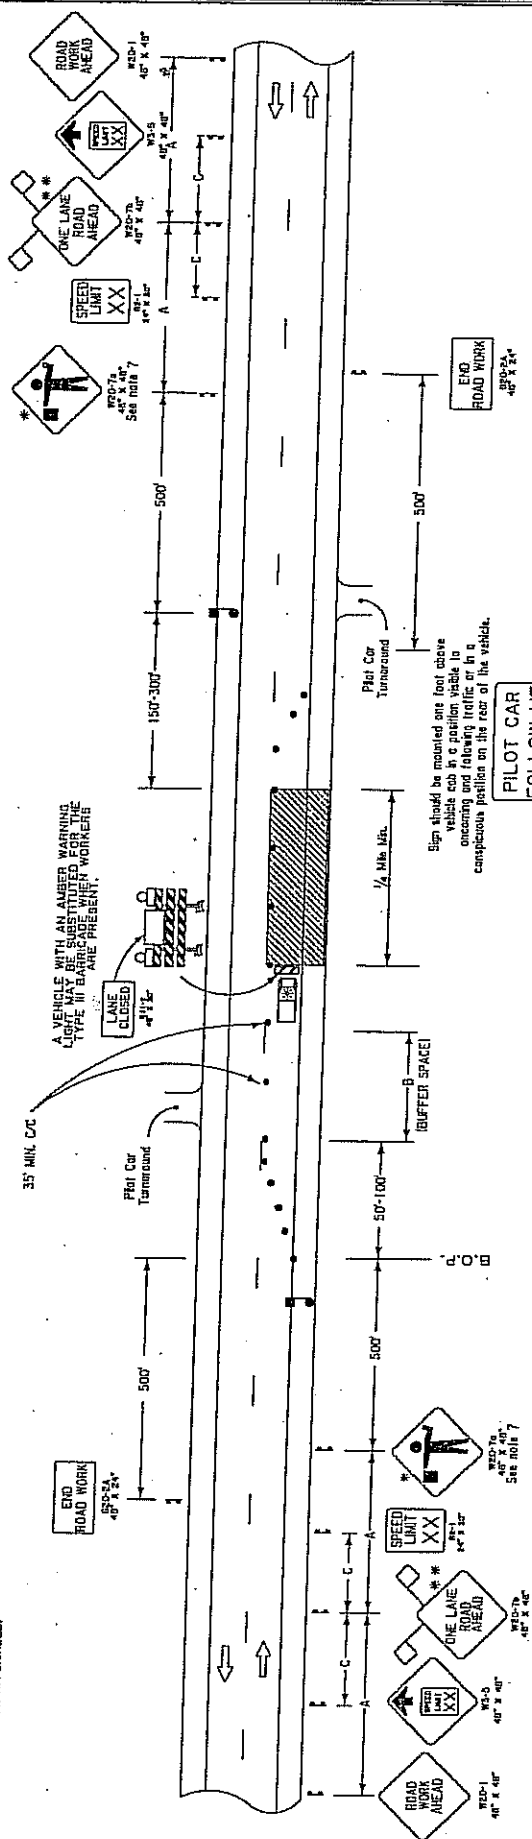 ROAD
WORK
AHEAD
W20-1
48" X 48"
SPEED
LIMIT
XX
W3-5
48" X 48"
ONE LANE
ROAD
AHEAD
**
W20-7b
48" X 48"
SPEED
LIMIT
XX
R2-1
24" X 30"
*
W20-7a
48" X 48"
See note 7
A
C
C
A
500'
150'-300'
END
ROAD WORK
G20-2A
48" X 24"
500'
Pilot Car
Turnaround
Sign should be mounted one foot above
vehicle cab in a position visible to
oncoming and following traffic or in a
conspicuous position on the rear of the vehicle.
PILOT CAR
A VEHICLE WITH AN AMBER WARNING
LIGHT MAY BE SUBSTITUTED FOR THE
TYPE III BARRICADE WHEN WORKERS
ARE PRESENT.
LANE
CLOSED
1/4 Mile Min.
35' MIN. C/C
Pilot Car
Turnaround
B
(BUFFER SPACE)
50'-100'
B.O.P.
500'
500'
END
ROAD WORK
G20-2A
48" X 24"
*
W20-7a
48" X 48"
See note 7
SPEED
LIMIT
XX
R2-1
24" X 30"
ONE LANE
ROAD
AHEAD
**
W20-7b
48" X 48"
SPEED
LIMIT
XX
W3-5
48" X 48"
ROAD
WORK
AHEAD
W20-1
48" X 48"
A
C
C
A